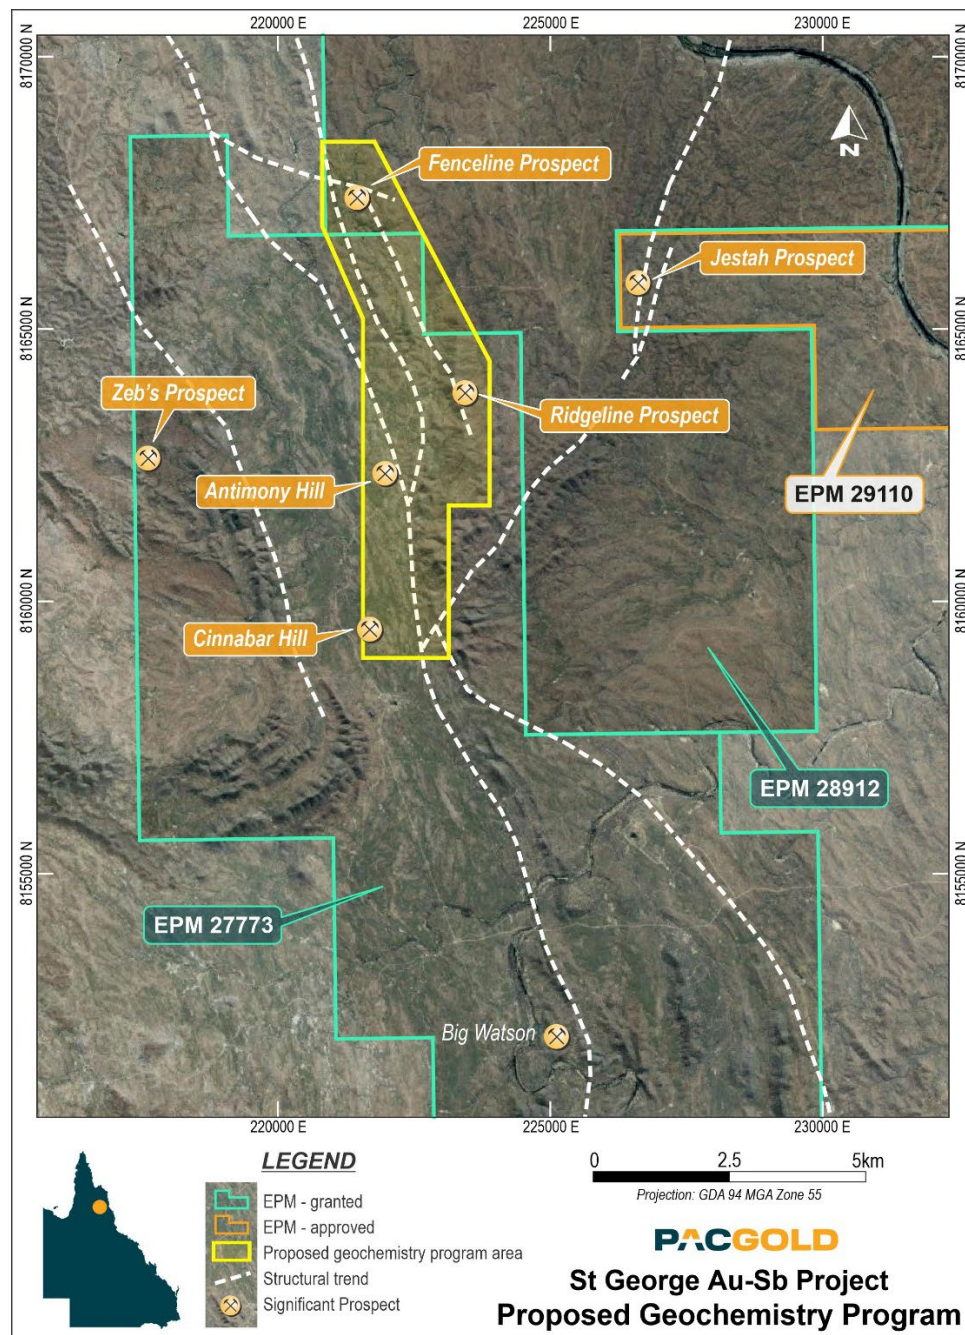 220000 E
225000 E
230000 E
8170000 N
8170000 N
N
Fenceline Prospect
Jestah Prospect
8165000 N
8165000 N
Zeb's Prospect
Ridgeline Prospect
Antimony Hill
EPM 29110
8160000 N
8160000 N
Cinnabar Hill
EPM 28912
8155000 N
8155000 N
EPM 27773
Big Watson
220000 E
225000 E
230000 E
LEGEND
EPM - granted
EPM - approved
Proposed geochemistry program area
Structural trend
Significant Prospect
0 2.5 5km
Projection: GDA 94 MGA Zone 55
PACGOLD
St George Au-Sb Project
Proposed Geochemistry Program